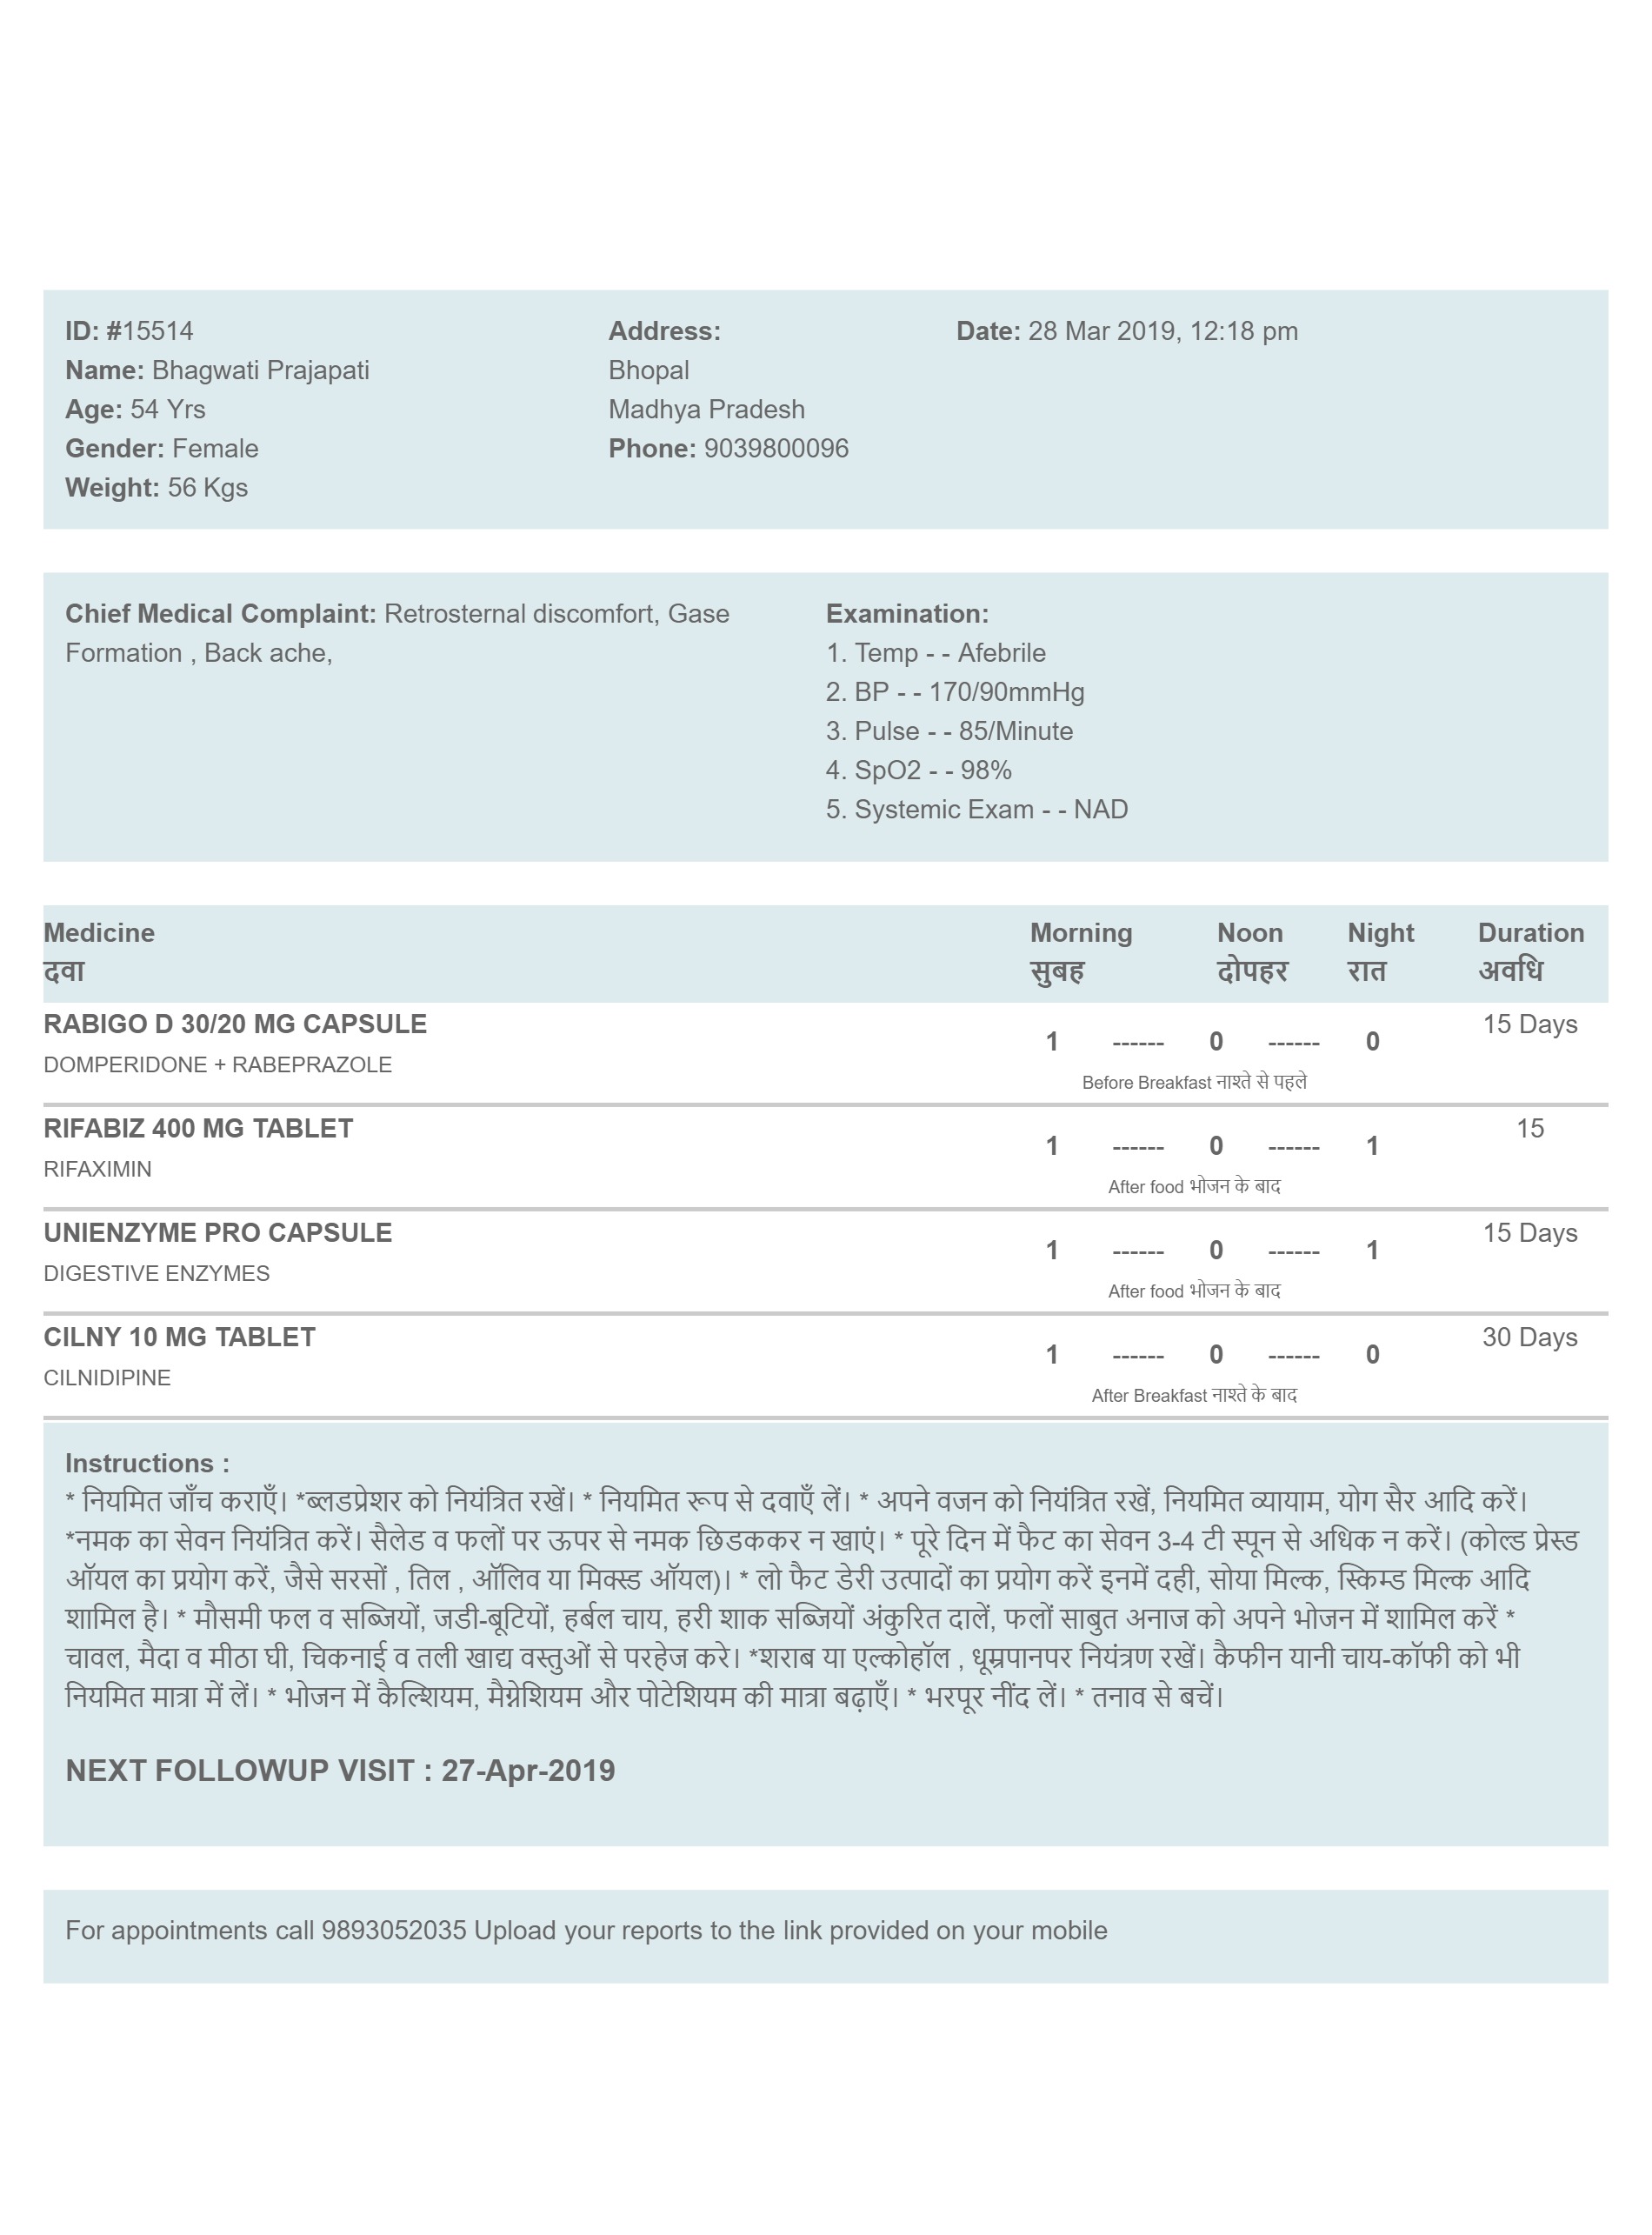 ID: #15514
Name: Bhagwati Prajapati
Age: 54 Yrs
Gender: Female
Weight: 56 Kgs
Address:
Bhopal
Madhya Pradesh
Phone: 9039800096
Date: 28 Mar 2019, 12:18 pm
Chief Medical Complaint: Retrosternal discomfort, Gase
Formation , Back ache,
Examination:
1. Temp - - Afebrile
2. BP - - 170/90mmHg
3. Pulse - - 85/Minute
4. SpO2 - - 98%
5. Systemic Exam - - NAD
Medicine Morning Noon Night Duration
दवा सुबह दोपहर रात अवधि
RABIGO D 30/20 MG CAPSULE 15 Days
1 ------ 0 ------ 0
DOMPERIDONE + RABEPRAZOLE
Before Breakfast नाश्ते से पहले
RIFABIZ 400 MG TABLET 15
1 ------ 0 ------ 1
RIFAXIMIN
After food भोजन के बाद
UNIENZYME PRO CAPSULE 15 Days
1 ------ 0 ------ 1
DIGESTIVE ENZYMES
After food भोजन के बाद
CILNY 10 MG TABLET 30 Days
1 ------ 0 ------ 0
CILNIDIPINE
After Breakfast नाश्ते के बाद
Instructions :
* नियमित जाँच कराएँ। *ब्लडप्रेशर को नियंत्रित रखें। * नियमित रूप से दवाएँ लें। * अपने वजन को नियंत्रित रखें, नियमित व्यायाम, योग सैर आदि करें।
*नमक का सेवन नियंत्रित करें। सैलेड व फलों पर ऊपर से नमक छिडककर न खाएं। * पूरे दिन में फैट का सेवन 3-4 टी स्पून से अधिक न करें। (कोल्ड प्रेस्ड
ऑयल का प्रयोग करें, जैसे सरसों , तिल , ऑलिव या मिक्स्ड ऑयल)। * लो फैट डेरी उत्पादों का प्रयोग करें इनमें दही, सोया मिल्क, स्किम्ड मिल्क आदि
शामिल है। * मौसमी फल व सब्जियों, जडी-बूटियों, हर्बल चाय, हरी शाक सब्जियों अंकुरित दालें, फलों साबुत अनाज को अपने भोजन में शामिल करें *
चावल, मैदा व मीठा घी, चिकनाई व तली खाद्य वस्तुओं से परहेज करे। *शराब या एल्कोहॉल , धूम्रपानपर नियंत्रण रखें। कैफीन यानी चाय-कॉफी को भी
नियमित मात्रा में लें। * भोजन में कैल्शियम, मैग्नेशियम और पोटेशियम की मात्रा बढ़ाएँ। * भरपूर नींद लें। * तनाव से बचें।
NEXT FOLLOWUP VISIT : 27-Apr-2019
For appointments call 9893052035 Upload your reports to the link provided on your mobile